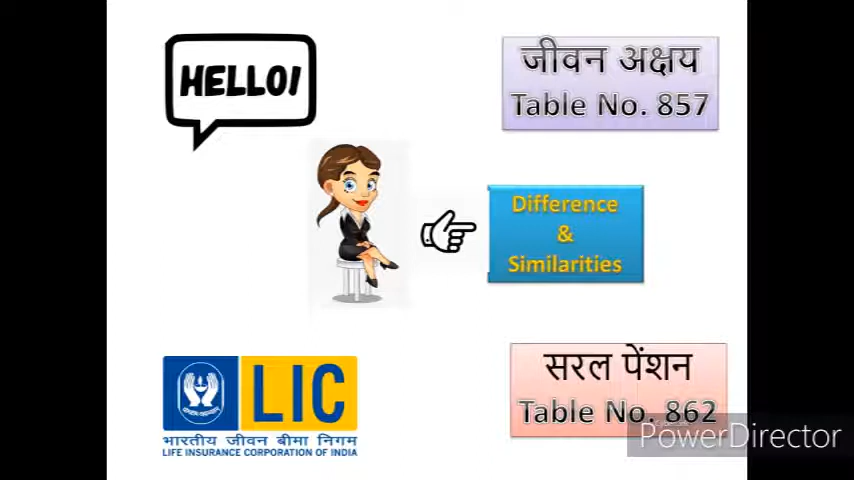 HELLO!
जीवन अक्षय
Table No. 857
Difference
&
Similarities
LIC
भारतीय जीवन बीमा निगम
LIFE INSURANCE CORPORATION OF INDIA
सरल पेंशन
Table No. 862
PowerDirector